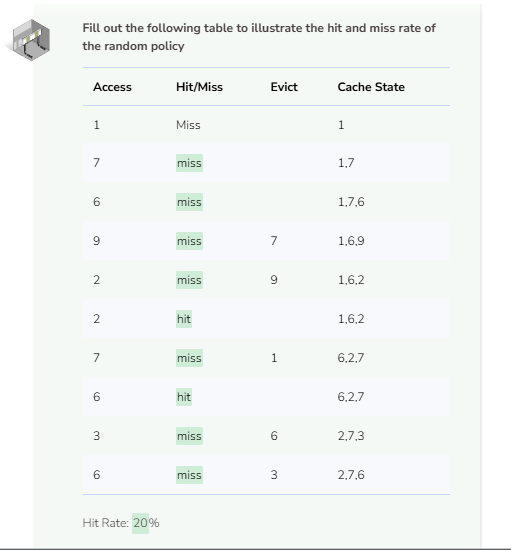 Fill out the following table to illustrate the hit and miss rate of
the random policy
Access Hit/Miss Evict Cache State
1 Miss 1
7 miss 1,7
6 miss 1,7,6
9 miss 7 1,6,9
2 miss 9 1,6,2
2 hit 1,6,2
7 miss 1 6,2,7
6 hit 6,2,7
3 miss 6 2,7,3
6 miss 3 2,7,6
Hit Rate: 20%